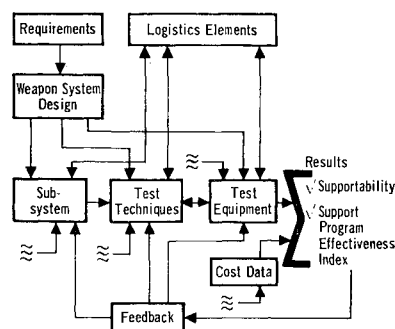 Requirements
Logistics Elements
Weapon System
Design
Results
Sub-
system
Test
Techniques
Test
Equipment
√ Supportability
√ Support
Program
Effectiveness
Index
Cost Data
Feedback